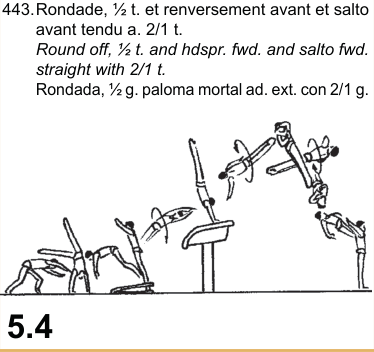 443. Rondade, ½ t. et renversement avant et salto
avant tendu a. 2/1 t.
Round off, ½ t. and hdspr. fwd. and salto fwd.
straight with 2/1 t.
Rondada, ½ g. paloma mortal ad. ext. con 2/1 g.
5.4